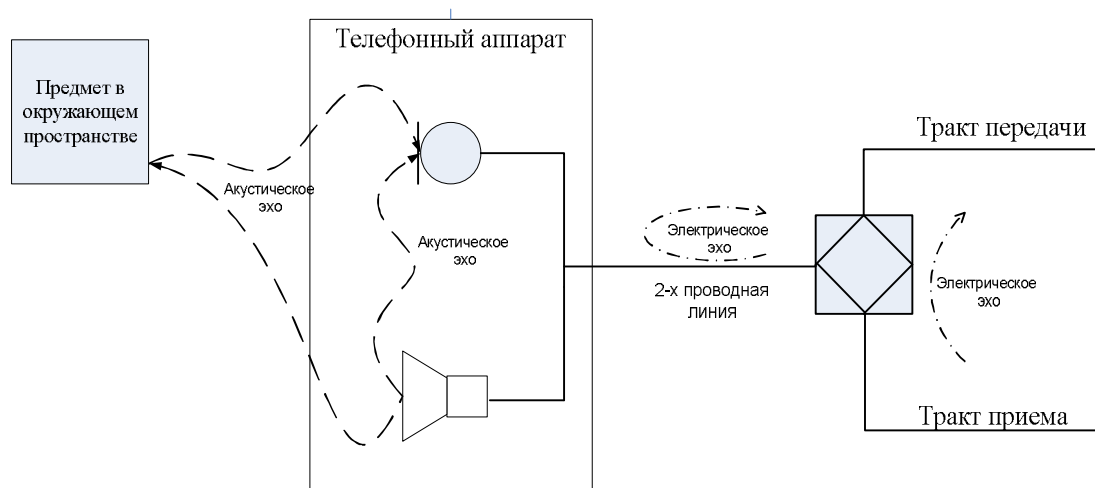 Телефонный аппарат
Предмет в
окружающем
пространстве
Акустическое
эхо
Акустическое
эхо
Электрическое
эхо
2-х проводная
линия
Тракт передачи
Электрическое
эхо
Тракт приема